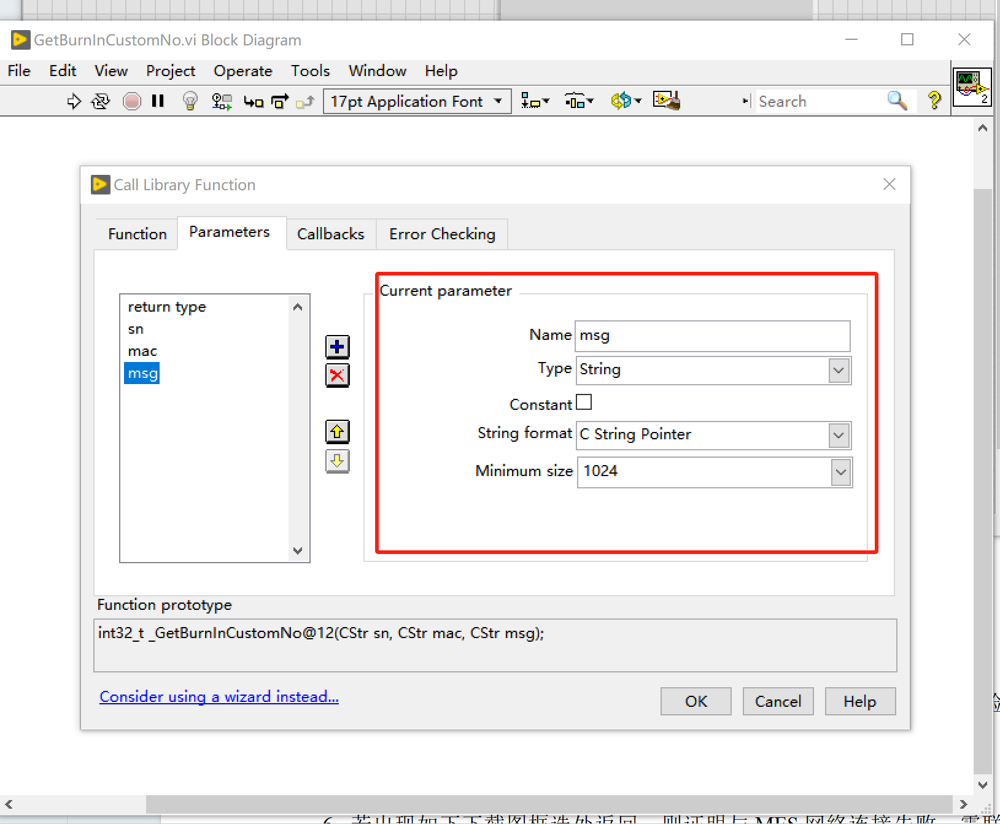 GetBurnInCustomNo.vi Block Diagram
File Edit View Project Operate Tools Window Help
17pt Application Font
Search
2
Call Library Function
Function Parameters Callbacks Error Checking
return type
sn
mac
msg
Current parameter
Name msg
Type String
Constant
String format C String Pointer
Minimum size 1024
Function prototype
int32_t _GetBurnInCustomNo@12(CStr sn, CStr mac, CStr msg);
Consider using a wizard instead...
OK Cancel Help